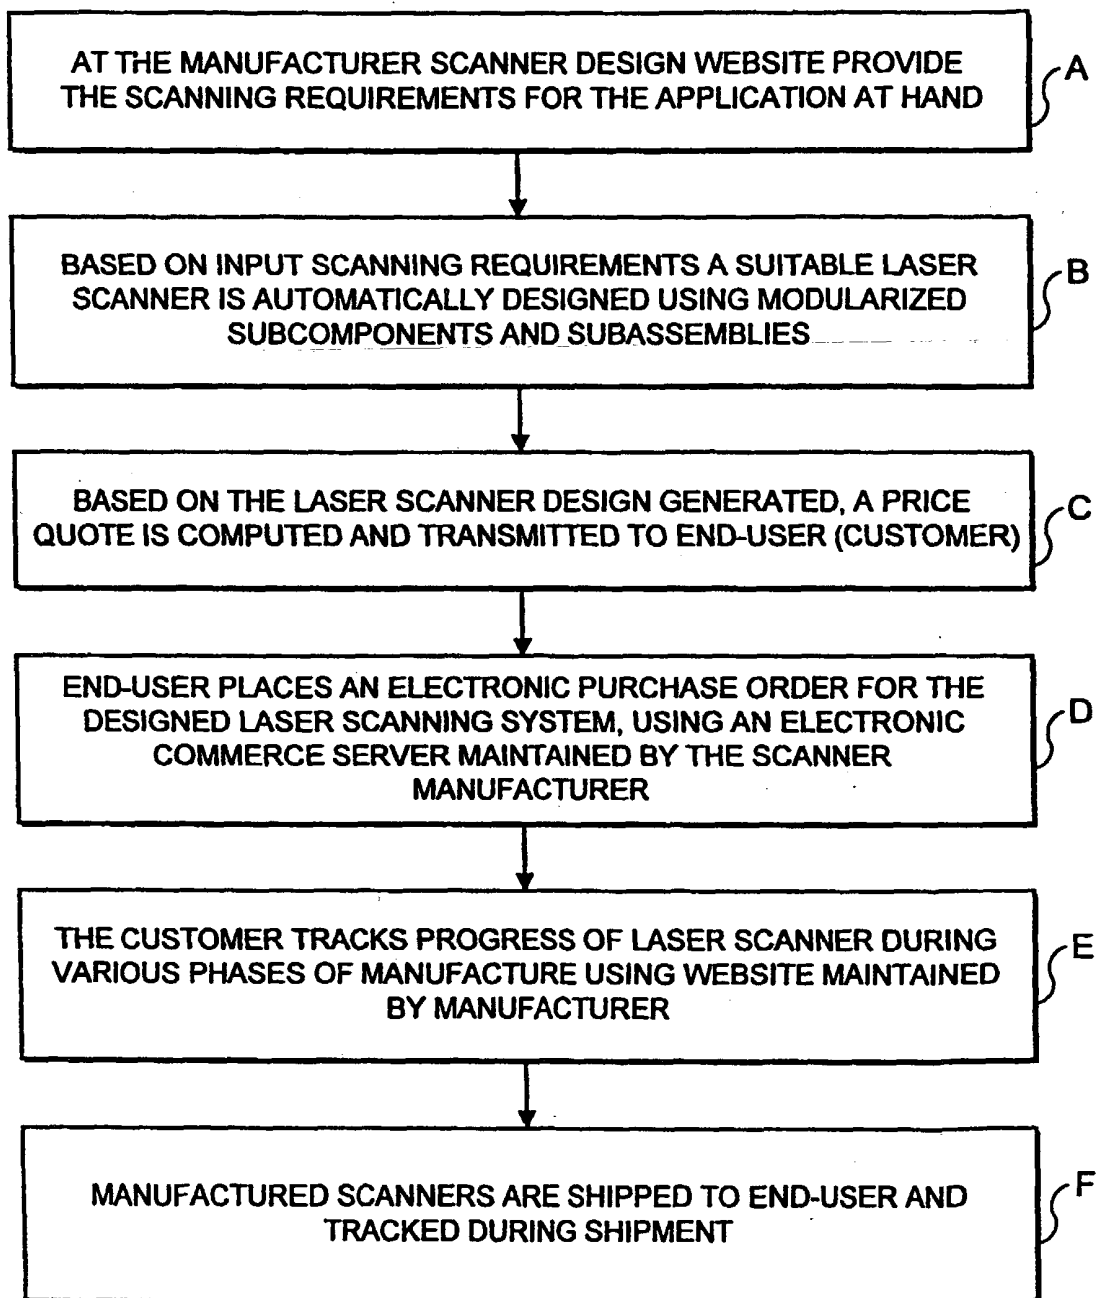 AT THE MANUFACTURER SCANNER DESIGN WEBSITE PROVIDE
THE SCANNING REQUIREMENTS FOR THE APPLICATION AT HAND
A
BASED ON INPUT SCANNING REQUIREMENTS A SUITABLE LASER
SCANNER IS AUTOMATICALLY DESIGNED USING MODULARIZED
SUBCOMPONENTS AND SUBASSEMBLIES
B
BASED ON THE LASER SCANNER DESIGN GENERATED, A PRICE
QUOTE IS COMPUTED AND TRANSMITTED TO END-USER (CUSTOMER)
C
END-USER PLACES AN ELECTRONIC PURCHASE ORDER FOR THE
DESIGNED LASER SCANNING SYSTEM, USING AN ELECTRONIC
COMMERCE SERVER MAINTAINED BY THE SCANNER
MANUFACTURER
D
THE CUSTOMER TRACKS PROGRESS OF LASER SCANNER DURING
VARIOUS PHASES OF MANUFACTURE USING WEBSITE MAINTAINED
BY MANUFACTURER
E
MANUFACTURED SCANNERS ARE SHIPPED TO END-USER AND
TRACKED DURING SHIPMENT
F